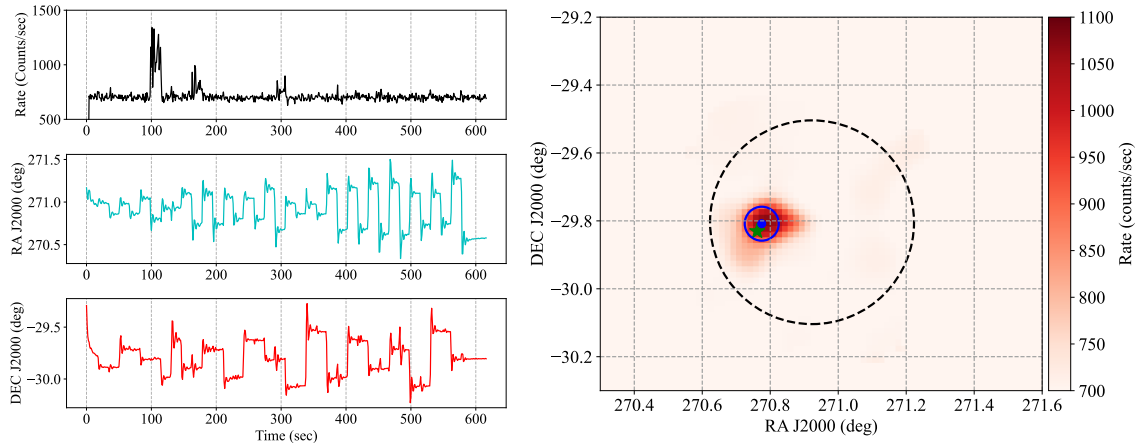 1500
1000
500
Rate (Counts/sec)
0 100 200 300 400 500 600
271.5
271.0
270.5
RA J2000 (deg)
0 100 200 300 400 500 600
−29.5
−30.0
DEC J2000 (deg)
0 100 200 300 400 500 600
Time (sec)
−29.2
−29.4
−29.6
−29.8
−30.0
−30.2
DEC J2000 (deg)
270.4 270.6 270.8 271.0 271.2 271.4 271.6
RA J2000 (deg)
1100
1050
1000
950
900
850
800
750
700
Rate (counts/sec)